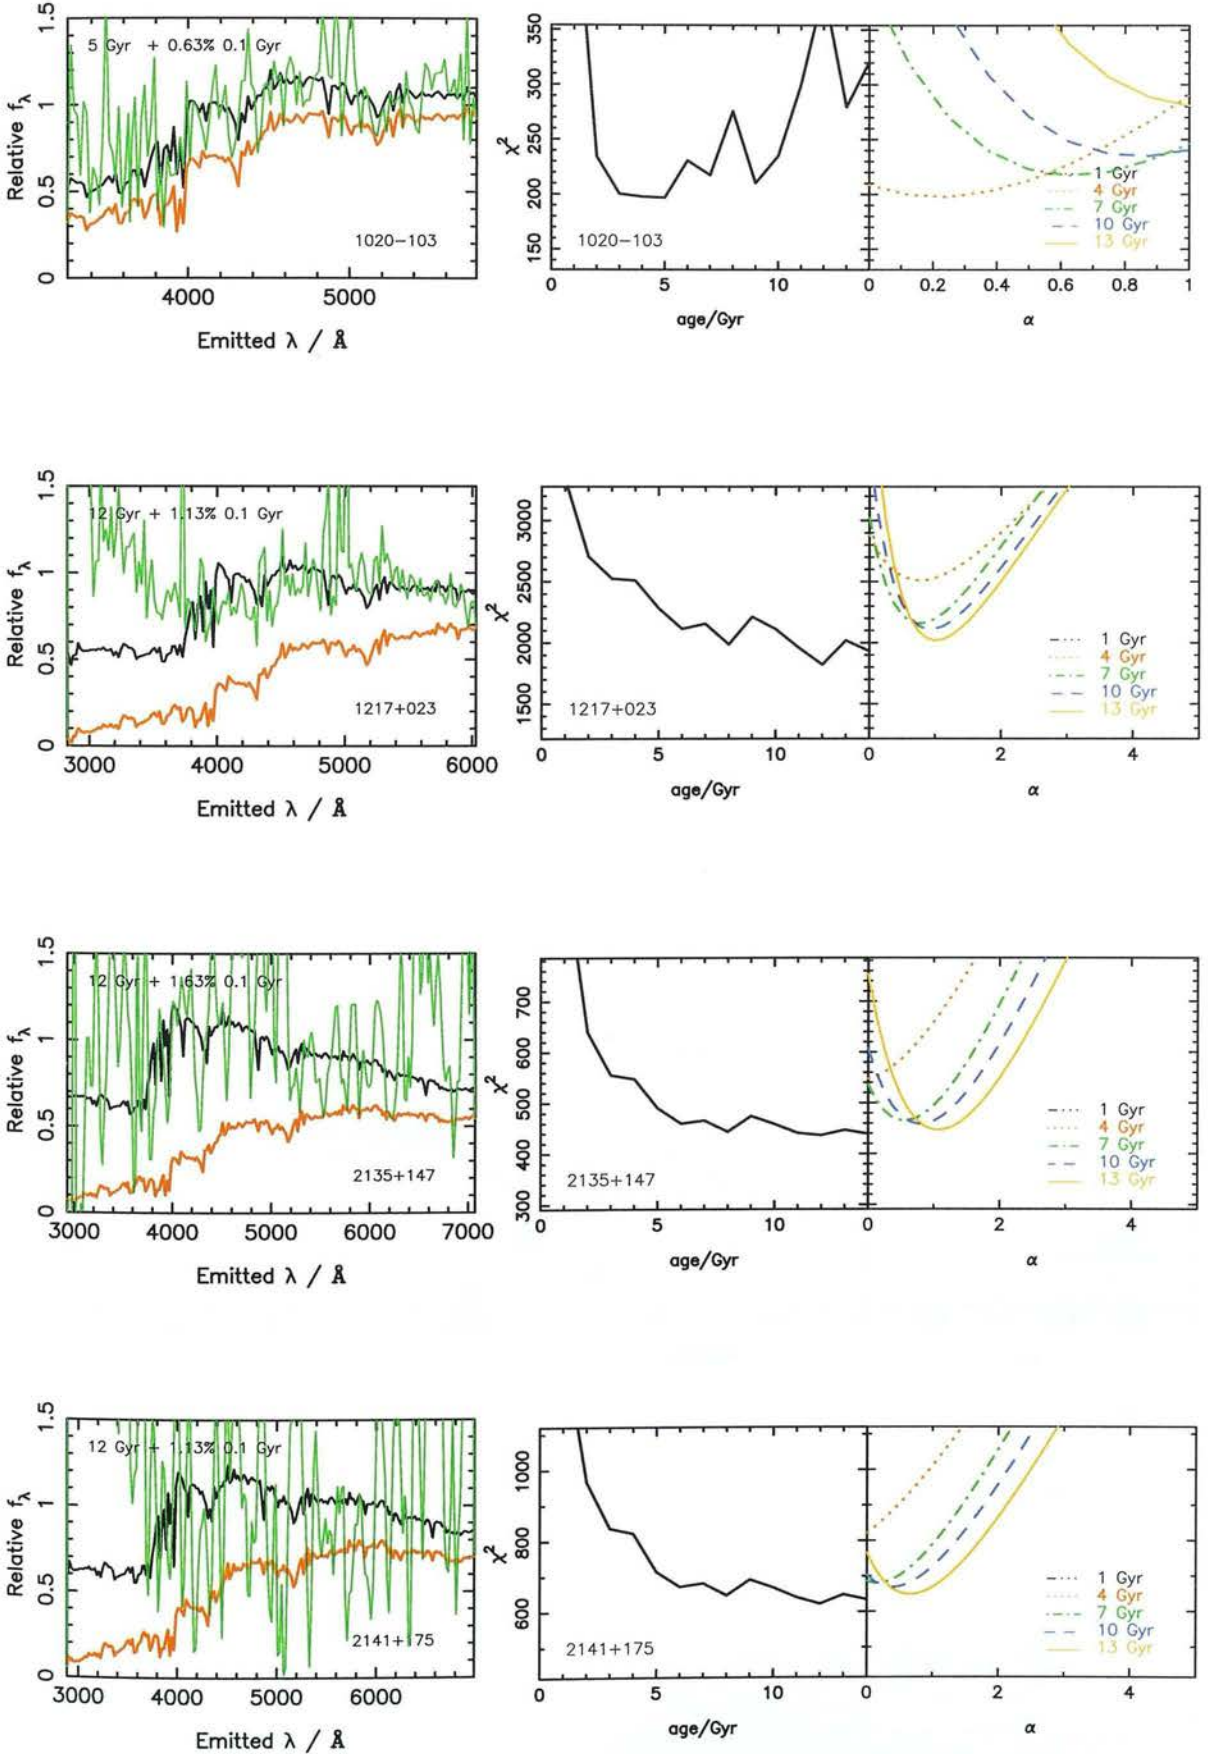 1.5
1
0.5
0
Relative fλ
5 Gyr + 0.63% 0.1 Gyr
1020−103
4000 5000
Emitted λ / Å
350
300
250
200
150
χ²
1020−103
0 5 10
age/Gyr
1 Gyr
4 Gyr
7 Gyr
10 Gyr
13 Gyr
0 0.2 0.4 0.6 0.8 1
α
1.5
1
0.5
0
Relative fλ
12 Gyr + 1.13% 0.1 Gyr
1217+023
3000 4000 5000 6000
Emitted λ / Å
3000
2500
2000
1500
χ²
1217+023
0 5 10
age/Gyr
1 Gyr
4 Gyr
7 Gyr
10 Gyr
13 Gyr
0 2 4
α
1.5
1
0.5
0
Relative fλ
12 Gyr + 1.63% 0.1 Gyr
2135+147
3000 4000 5000 6000 7000
Emitted λ / Å
700
600
500
400
300
χ²
2135+147
0 5 10
age/Gyr
1 Gyr
4 Gyr
7 Gyr
10 Gyr
13 Gyr
0 2 4
α
1.5
1
0.5
0
Relative fλ
12 Gyr + 1.13% 0.1 Gyr
2141+175
3000 4000 5000 6000
Emitted λ / Å
1000
800
600
χ²
2141+175
0 5 10
age/Gyr
1 Gyr
4 Gyr
7 Gyr
10 Gyr
13 Gyr
0 2 4
α